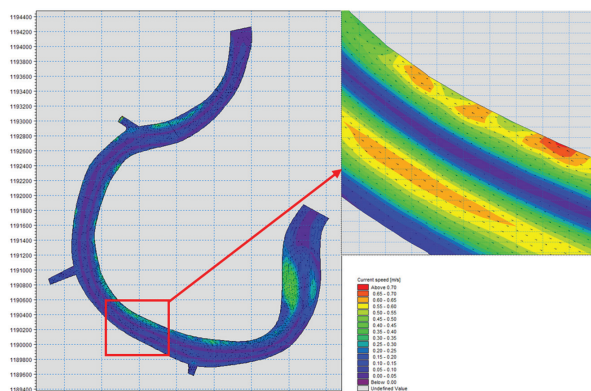 1194400
1194200
1194000
1193800
1193600
1193400
1193200
1193000
1192800
1192600
1192400
1192200
1192000
1191800
1191600
1191400
1191200
1191000
1190800
1190600
1190400
1190200
1190000
1189800
1189600
1189400
Current speed [m/s]
Above 0.70
0.65 - 0.70
0.60 - 0.65
0.55 - 0.60
0.50 - 0.55
0.45 - 0.50
0.40 - 0.45
0.35 - 0.40
0.30 - 0.35
0.25 - 0.30
0.20 - 0.25
0.15 - 0.20
0.10 - 0.15
0.05 - 0.10
0.00 - 0.05
Below 0.00
Undefined Value